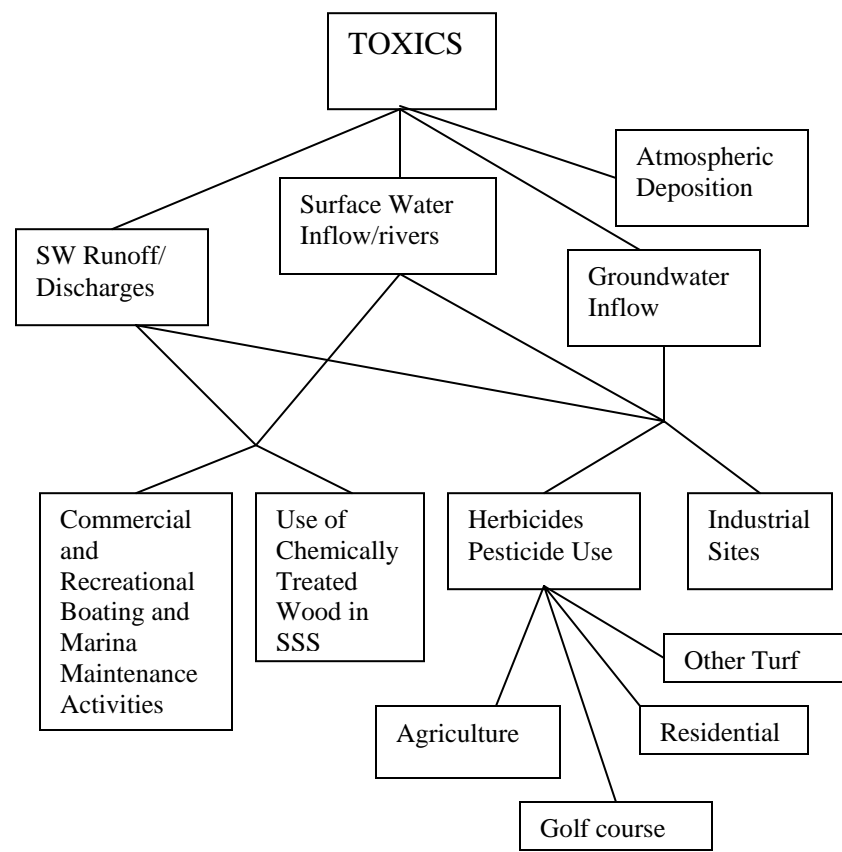 TOXICS
Atmospheric
Deposition
Surface Water
Inflow/rivers
SW Runoff/
Discharges
Groundwater
Inflow
Commercial
and
Recreational
Boating and
Marina
Maintenance
Activities
Use of
Chemically
Treated
Wood in
SSS
Herbicides
Pesticide Use
Industrial
Sites
Other Turf
Residential
Agriculture
Golf course